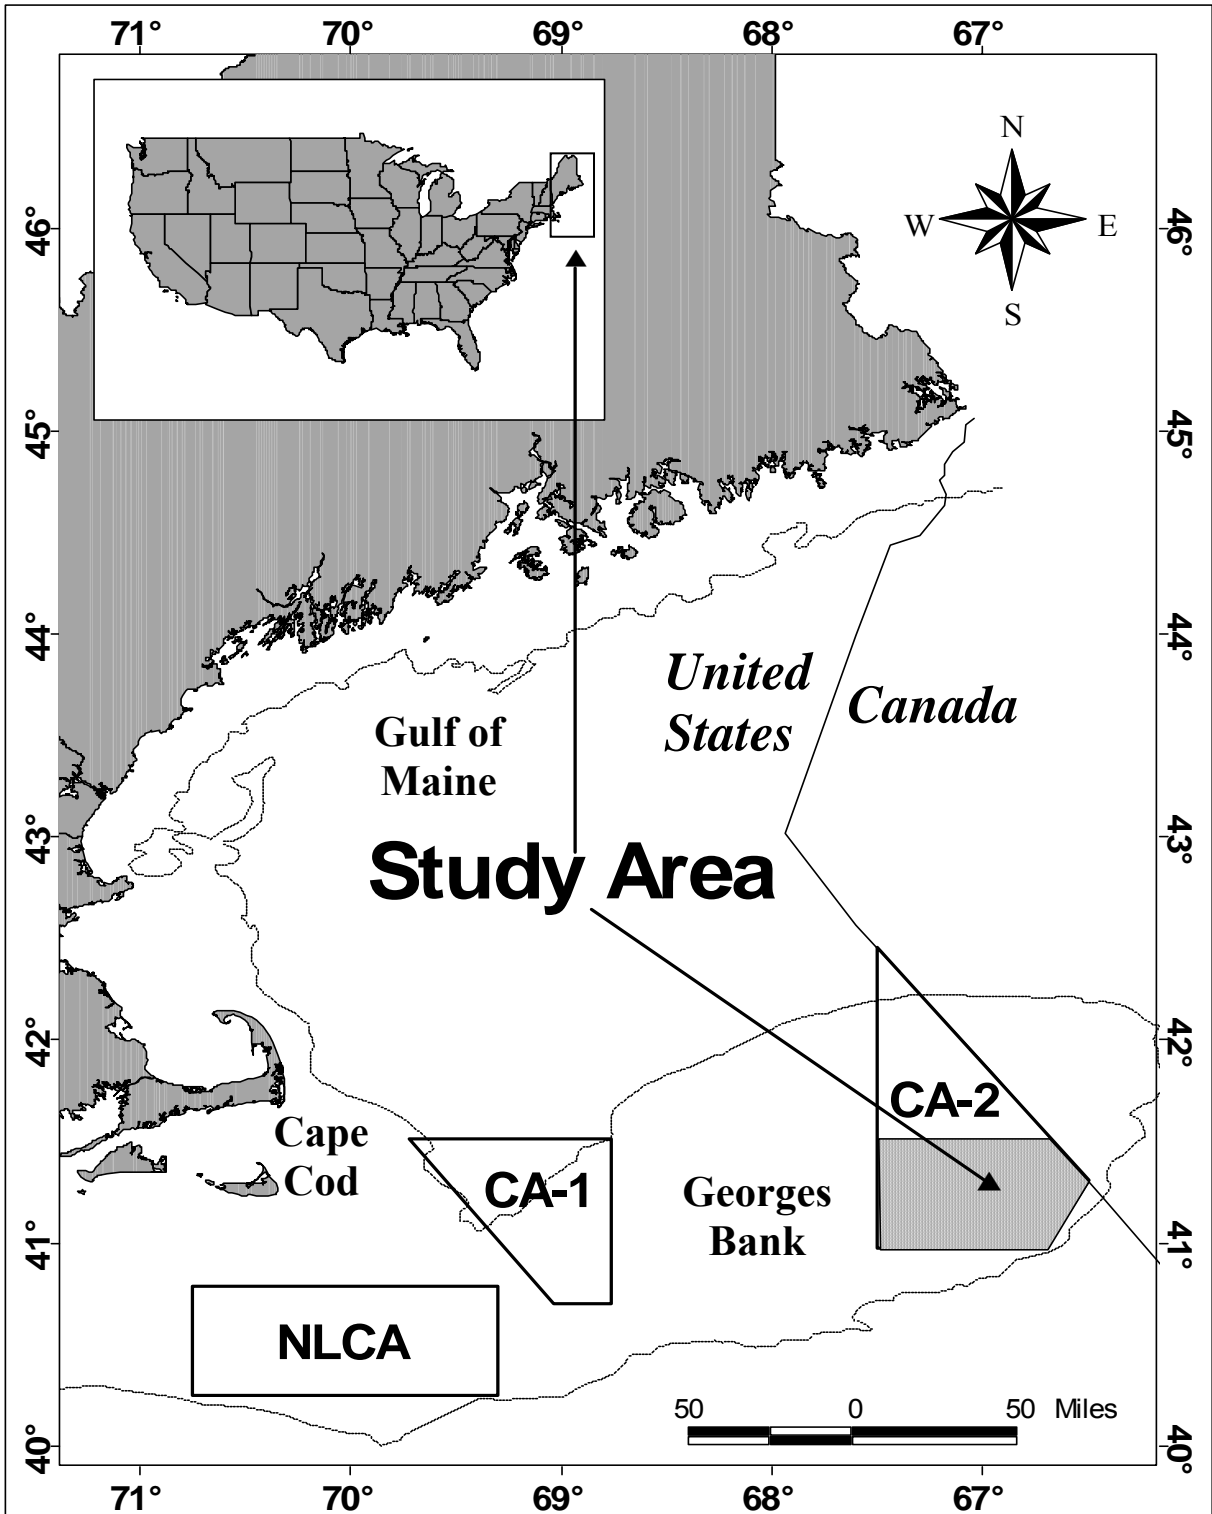 71° 70° 69° 68° 67°
N
W E
S
46° 46°
45° 45°
44° 44°
United
States
Canada
Gulf of
Maine
43° 43°
Study Area
42° 42°
CA-2
Cape
Cod
CA-1
Georges
Bank
41° 41°
NLCA
50 0 50 Miles
40° 40°
71° 70° 69° 68° 67°